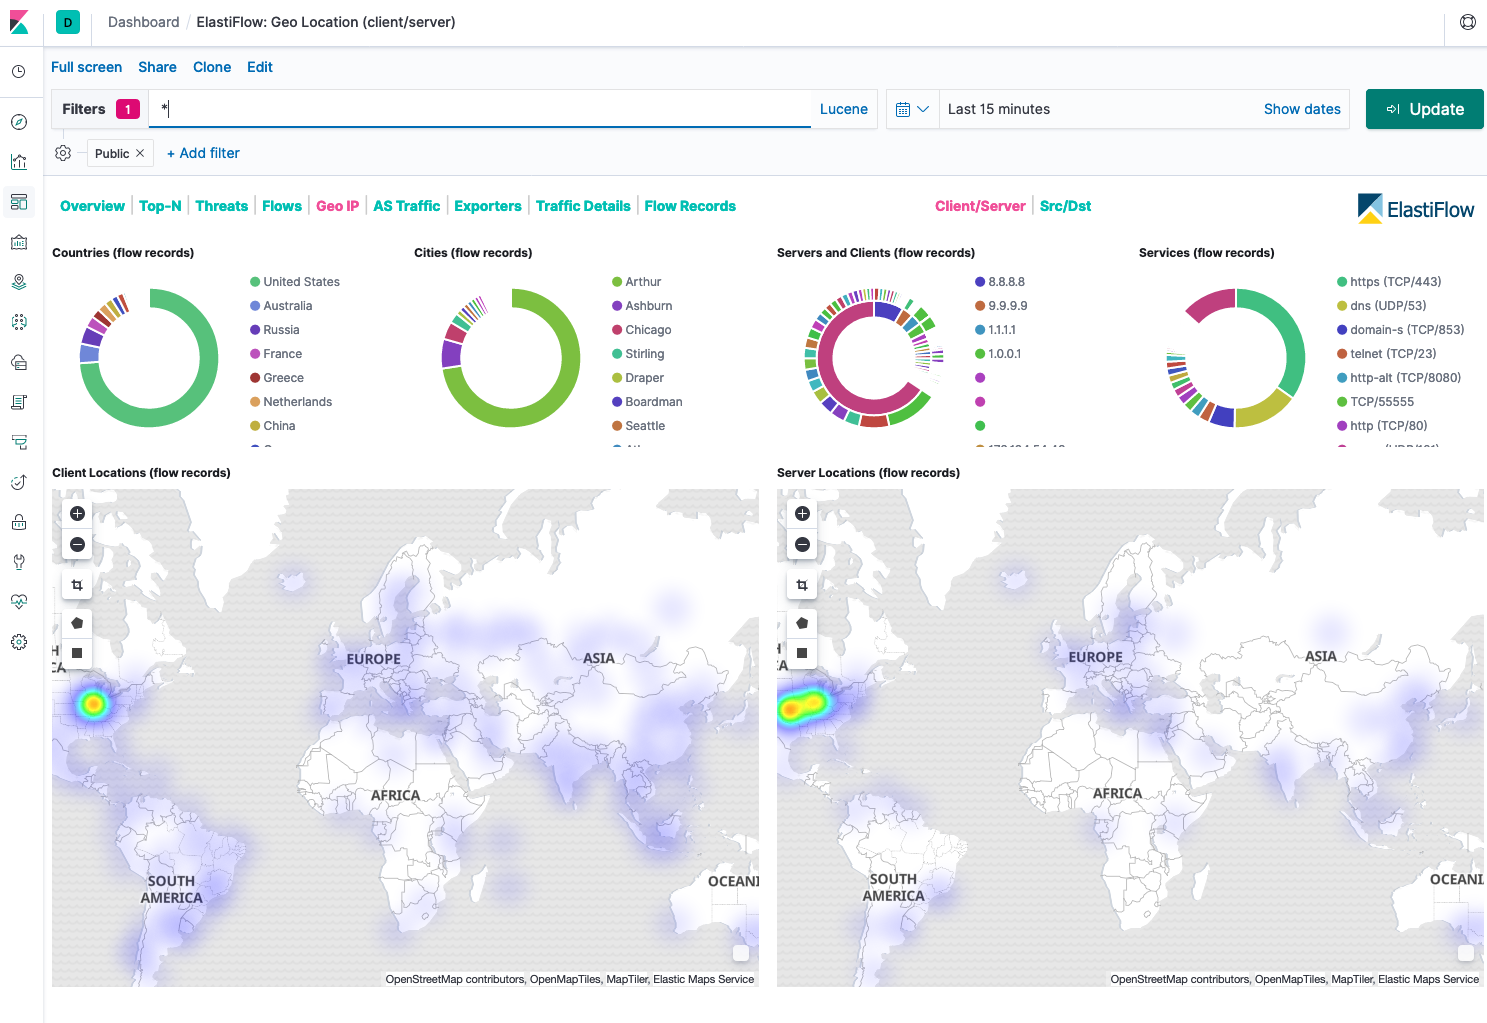 D Dashboard / ElastiFlow: Geo Location (client/server)
Full screen Share Clone Edit
Filters 1 * Lucene Last 15 minutes Show dates Update
Public × + Add filter
Overview Top-N Threats Flows Geo IP AS Traffic Exporters Traffic Details Flow Records Client/Server Src/Dst ElastiFlow
Countries (flow records)
United States
Australia
Russia
France
Greece
Netherlands
China
Cities (flow records)
Arthur
Ashburn
Chicago
Stirling
Draper
Boardman
Seattle
Servers and Clients (flow records)
8.8.8.8
9.9.9.9
1.1.1.1
1.0.0.1
Services (flow records)
https (TCP/443)
dns (UDP/53)
domain-s (TCP/853)
telnet (TCP/23)
http-alt (TCP/8080)
TCP/55555
http (TCP/80)
Client Locations (flow records)
EUROPE
ASIA
AFRICA
SOUTH
AMERICA
OCEANI
OpenStreetMap contributors, OpenMapTiles, MapTiler, Elastic Maps Service
Server Locations (flow records)
EUROPE
ASIA
AFRICA
SOUTH
AMERICA
OCEANI
OpenStreetMap contributors, OpenMapTiles, MapTiler, Elastic Maps Service